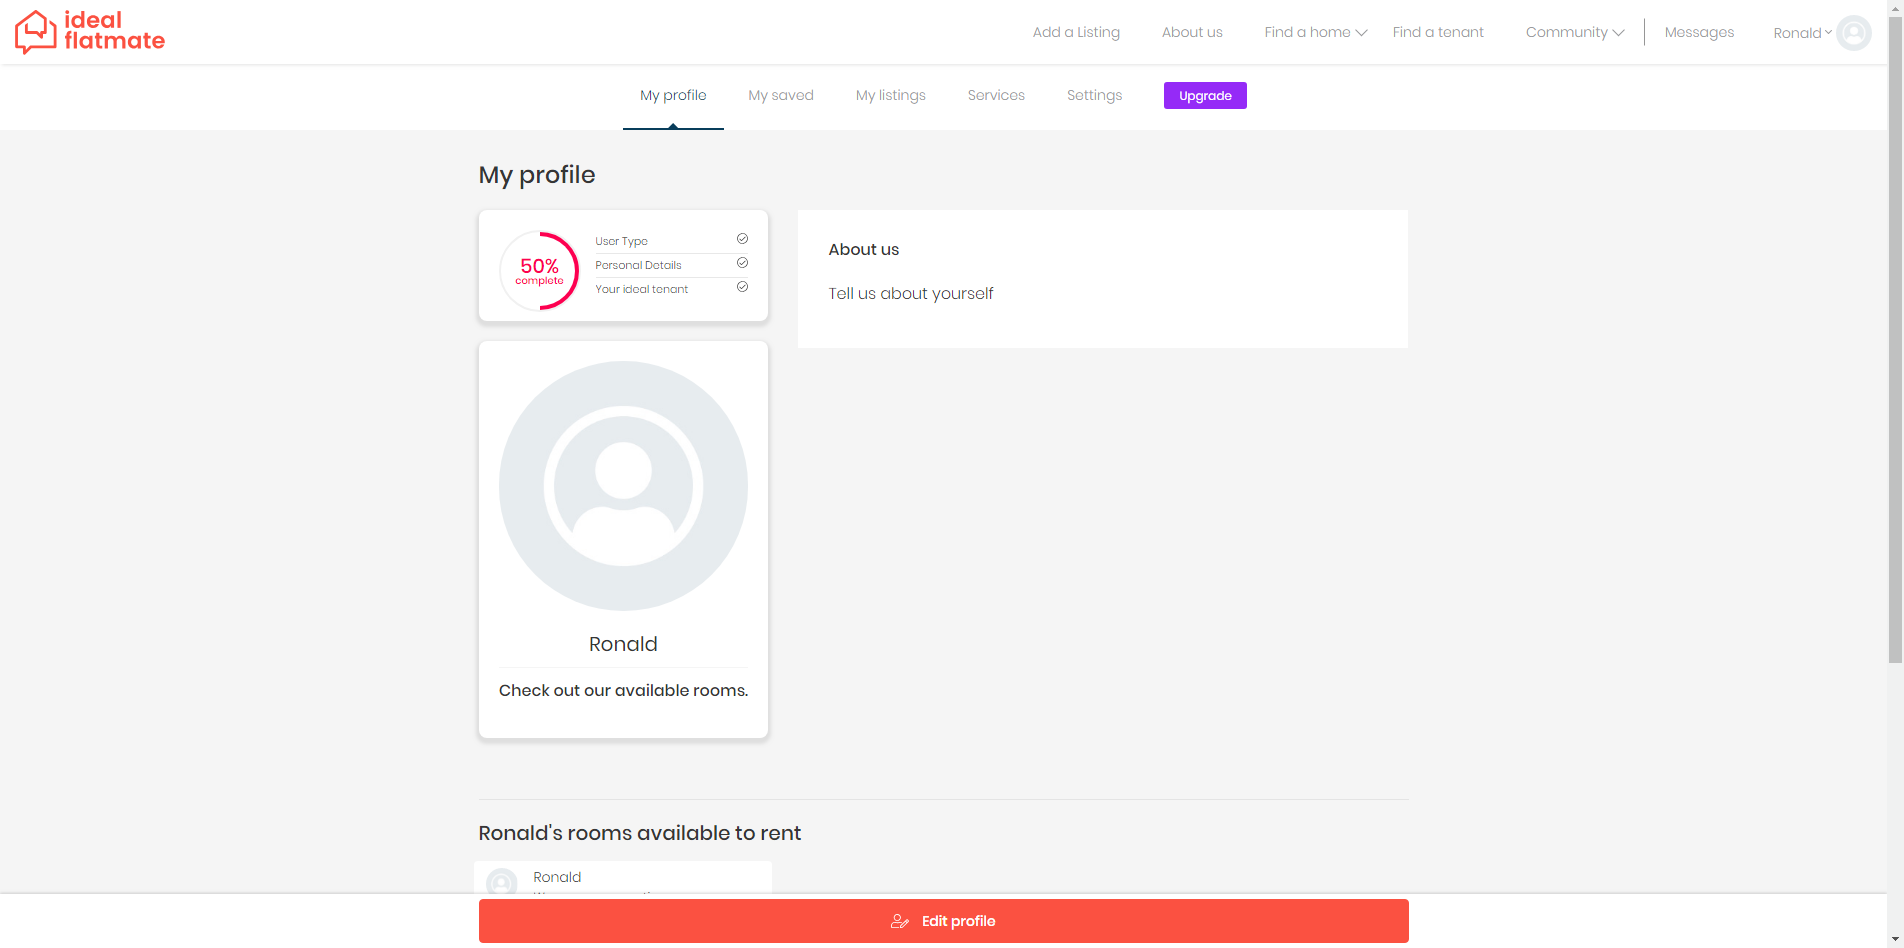 ideal
flatmate
Add a Listing
About us
Find a home
Find a tenant
Community
Messages
Ronald
My profile
My saved
My listings
Services
Settings
Upgrade
My profile
50%
complete
User Type
Personal Details
Your ideal tenant
About us
Tell us about yourself
Ronald
Check out our available rooms.
Ronald's rooms available to rent
Ronald
Edit profile